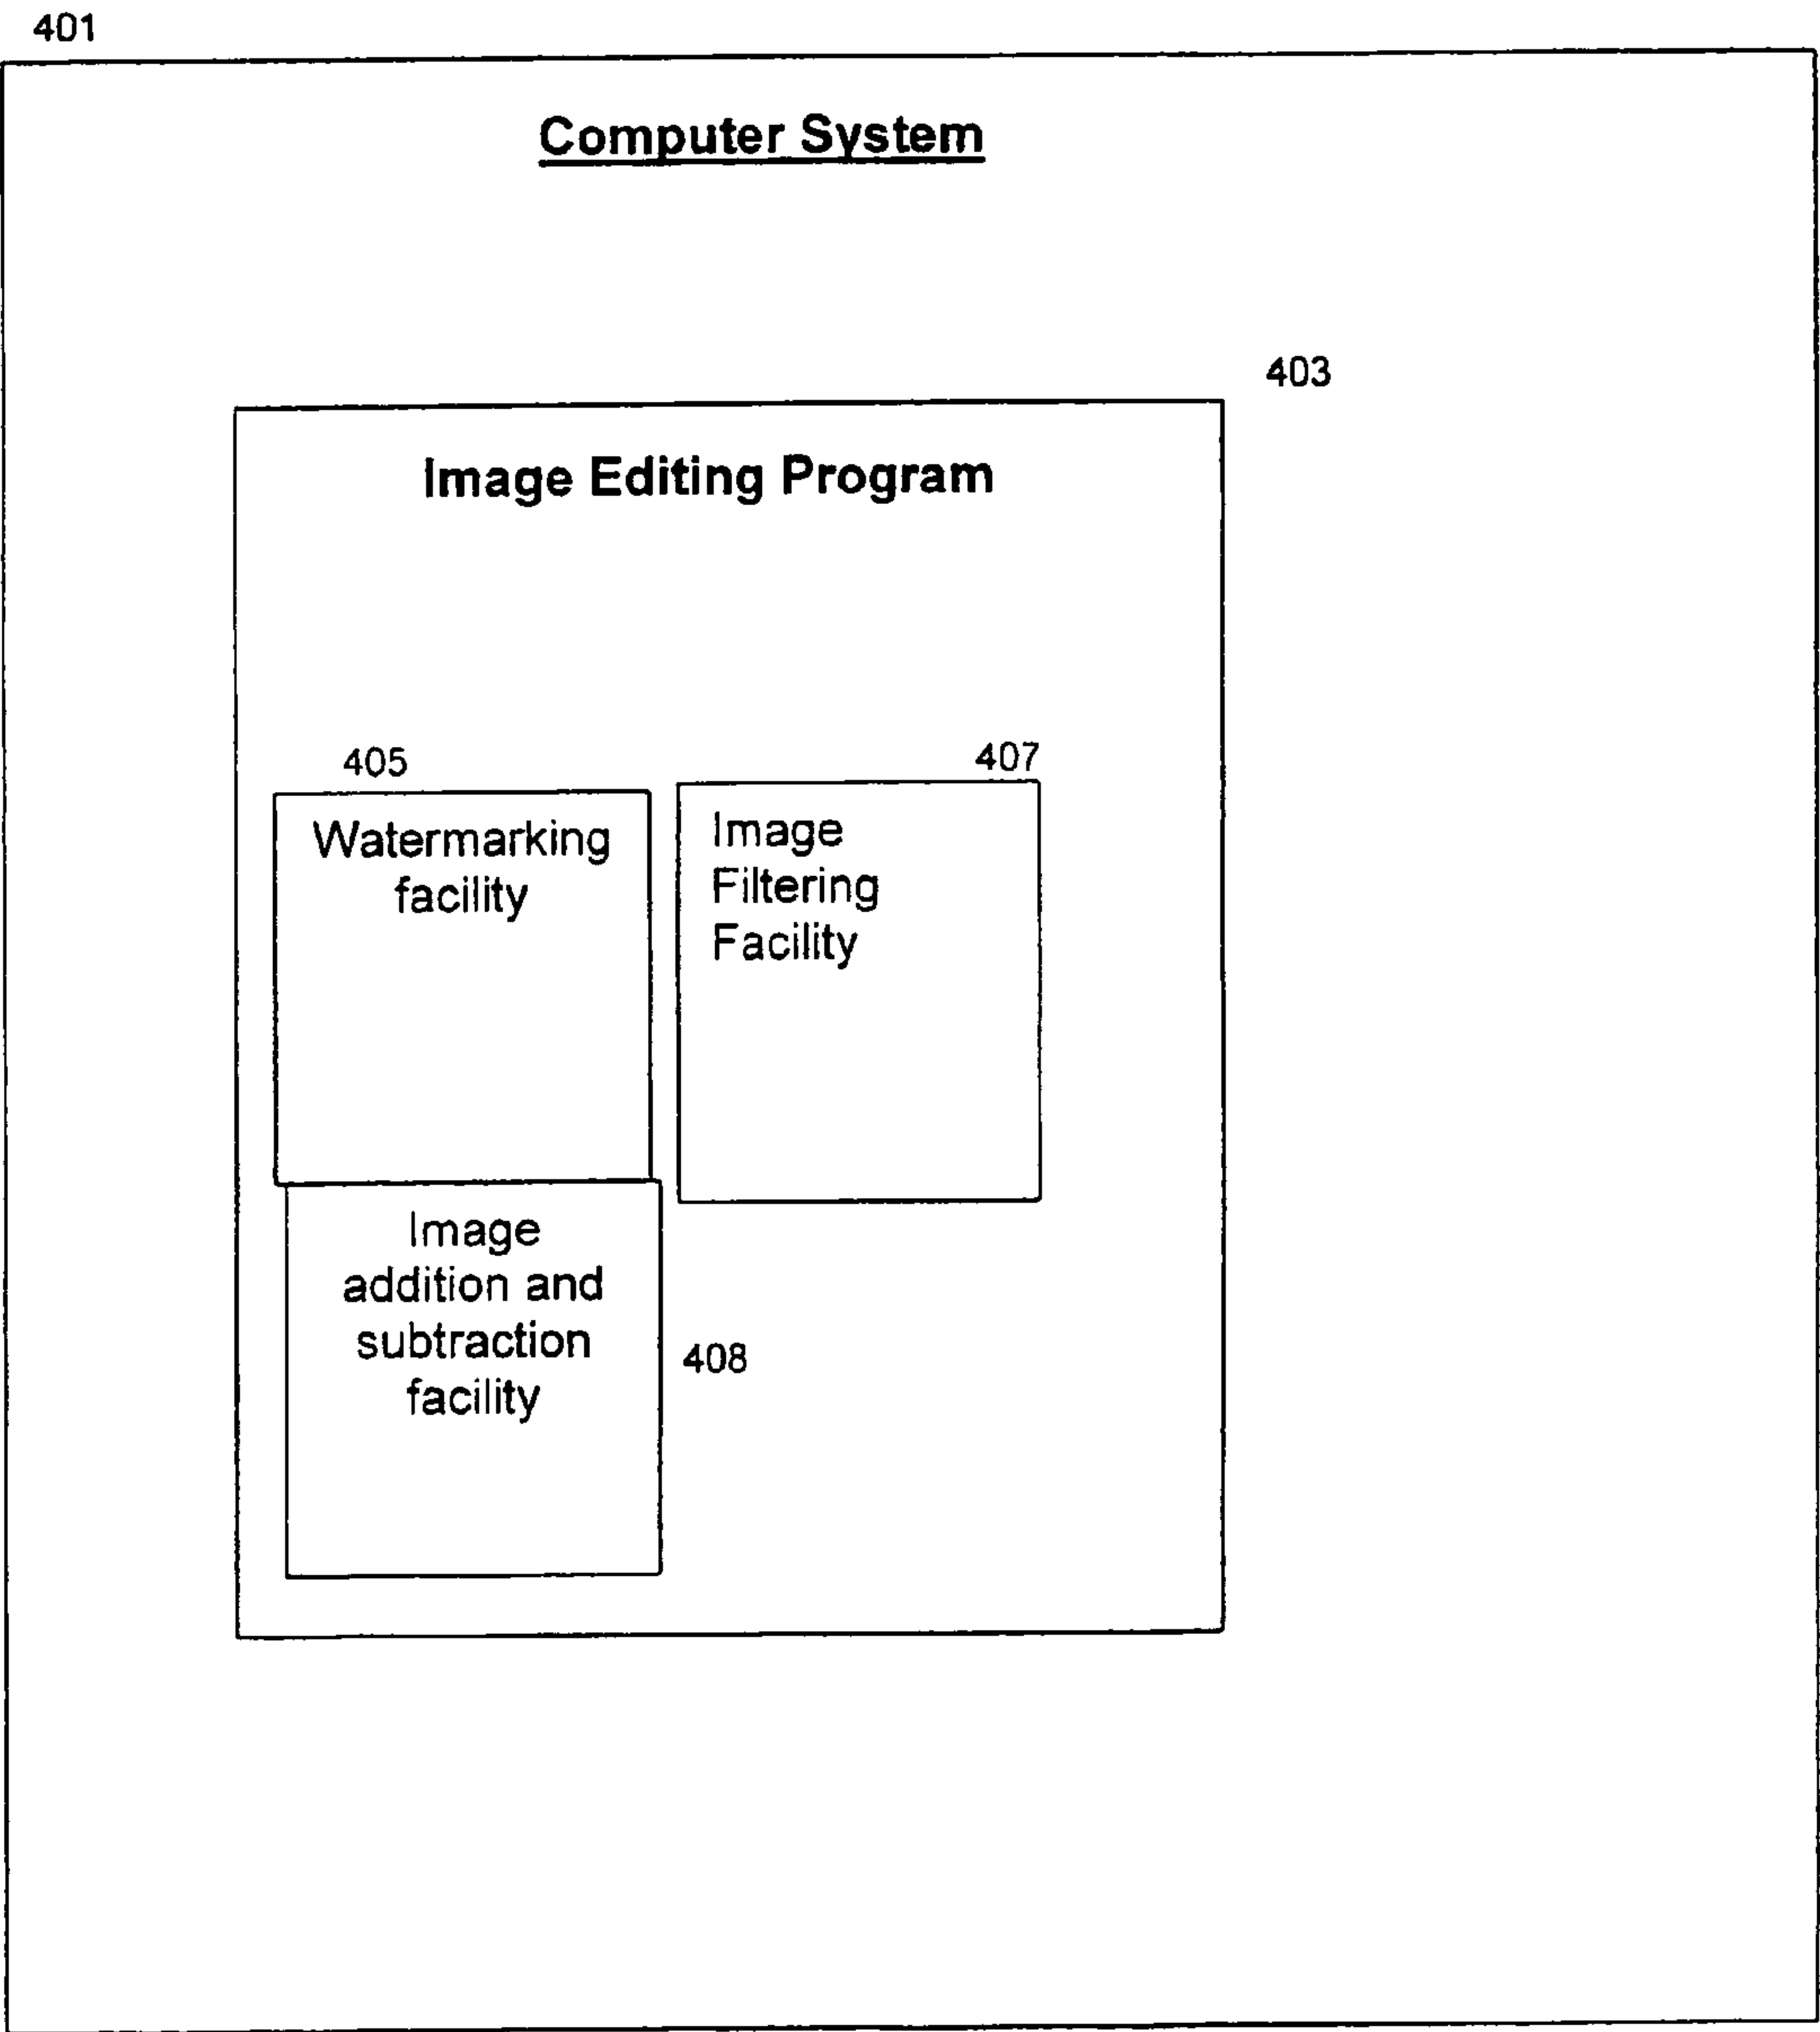 401
Computer System
403
Image Editing Program
405
407
Watermarking
facility
Image
Filtering
Facility
Image
addition and
subtraction
facility
408